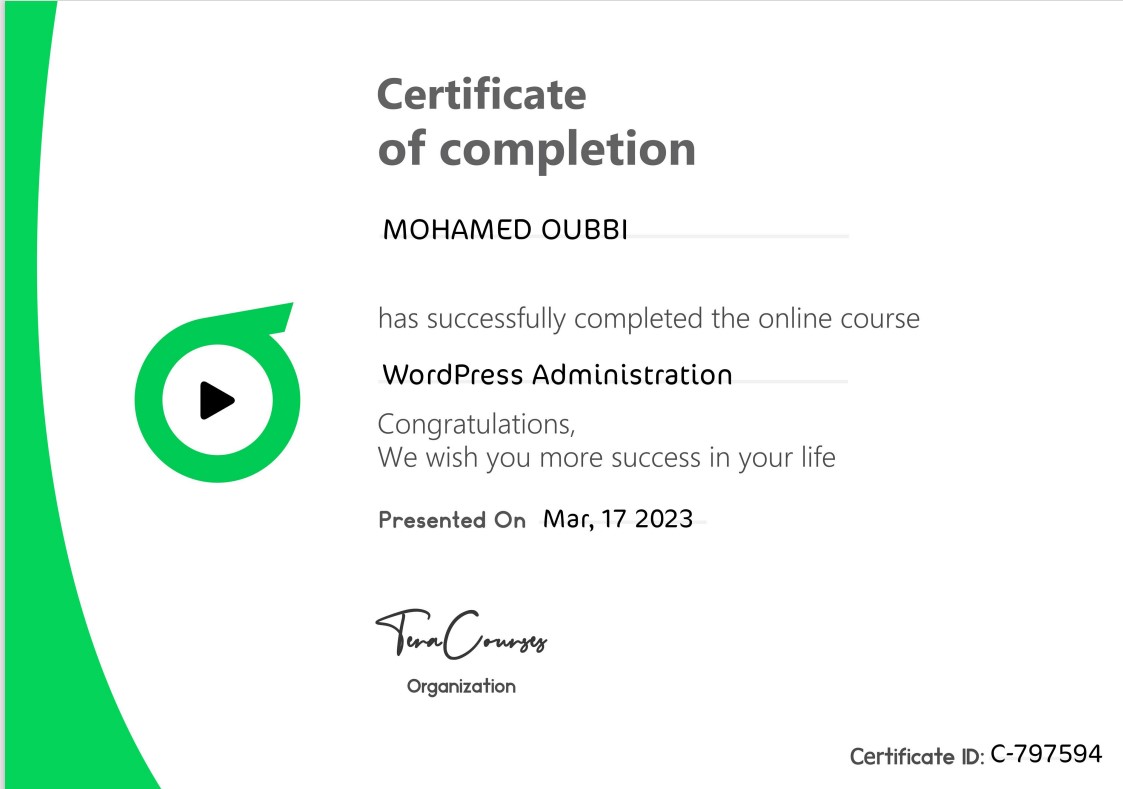 Certificate
of completion
MOHAMED OUBBI
has successfully completed the online course
WordPress Administration
Congratulations,
We wish you more success in your life
Presented On Mar, 17 2023
TeraCourses
Organization
Certificate ID: C-797594